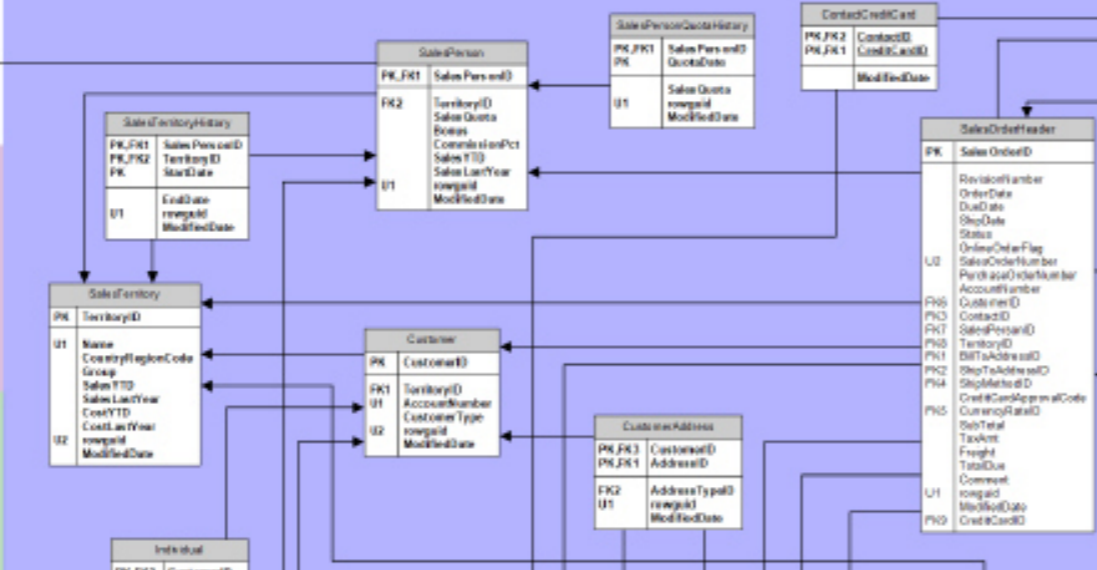 SalesPerson
PK,FK1 SalesPersonID
FK2 TerritoryID
SalesQuota
Bonus
CommissionPct
SalesYTD
SalesLastYear
U1 rowguid
ModifiedDate
SalesPersonQuotaHistory
PK,FK1 SalesPersonID
PK QuotaDate
SalesQuota
U1 rowguid
ModifiedDate
ContactCreditCard
PK,FK2 ContactID
PK,FK1 CreditCardID
ModifiedDate
SalesTerritoryHistory
PK,FK1 SalesPersonID
PK,FK2 TerritoryID
PK StartDate
EndDate
U1 rowguid
ModifiedDate
SalesOrderHeader
PK SalesOrderID
RevisionNumber
OrderDate
DueDate
ShipDate
Status
OnlineOrderFlag
U2 SalesOrderNumber
PurchaseOrderNumber
AccountNumber
FK6 CustomerID
FK3 ContactID
FK7 SalesPersonID
FK8 TerritoryID
FK1 BillToAddressID
FK2 ShipToAddressID
FK4 ShipMethodID
CreditCardApprovalCode
FK5 CurrencyRateID
SubTotal
TaxAmt
Freight
TotalDue
Comment
U1 rowguid
ModifiedDate
FK9 CreditCardID
SalesTerritory
PK TerritoryID
U1 Name
CountryRegionCode
Group
SalesYTD
SalesLastYear
CostYTD
CostLastYear
U2 rowguid
ModifiedDate
Customer
PK CustomerID
FK1 TerritoryID
U1 AccountNumber
CustomerType
U2 rowguid
ModifiedDate
CustomerAddress
PK,FK3 CustomerID
PK,FK1 AddressID
FK2 AddressTypeID
U1 rowguid
ModifiedDate
Individual